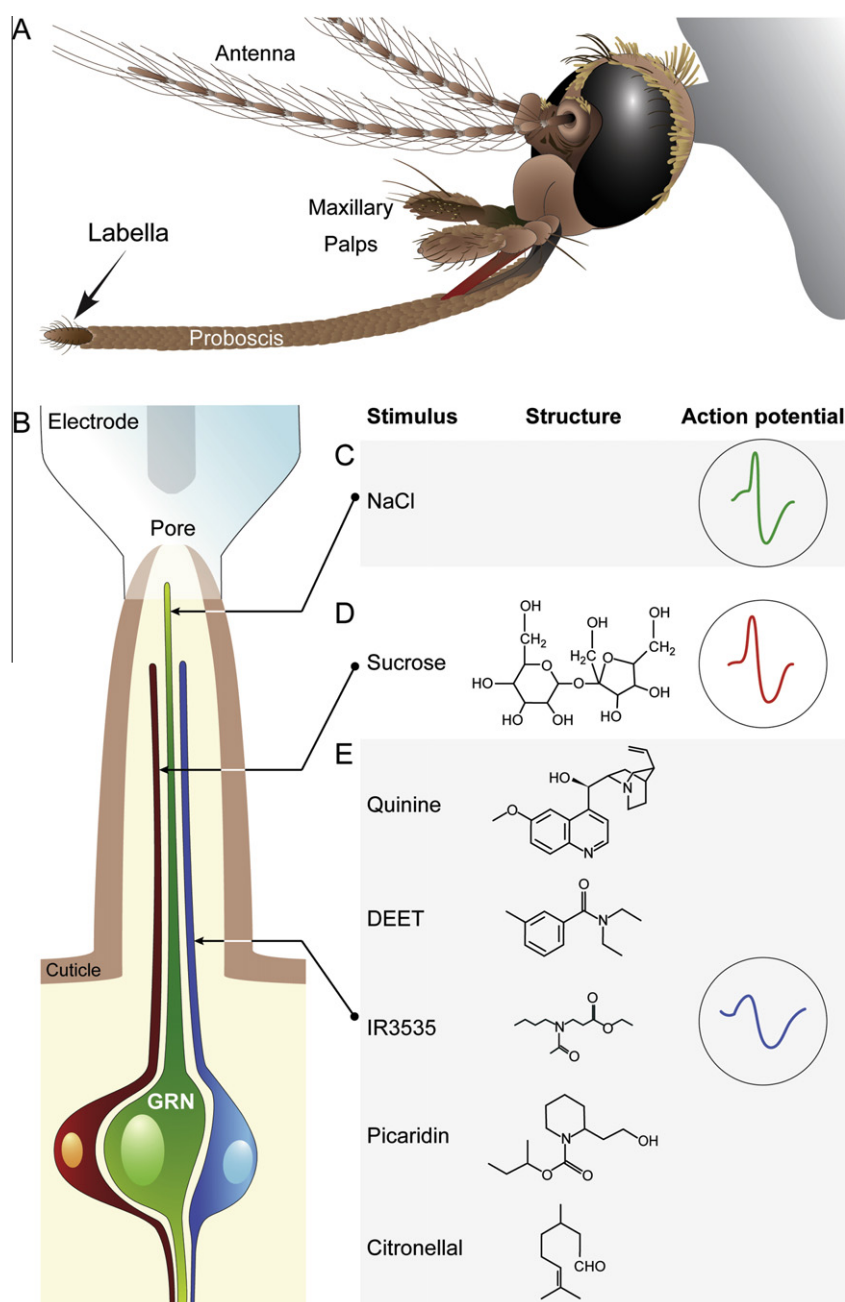 A
Antenna
Maxillary
Palps
Labella
Proboscis
B
Electrode
Pore
Cuticle
GRN
Stimulus Structure Action potential
C
NaCl
D
Sucrose
OH
CH2
OH
OH
CH2
H2C
O
O
O
HO
OH
OH
OH
OH
HO
E
Quinine
HO
N
O
N
DEET
O
N
IR3535
O
N
O
O
Picaridin
N
OH
O
O
Citronellal
CHO